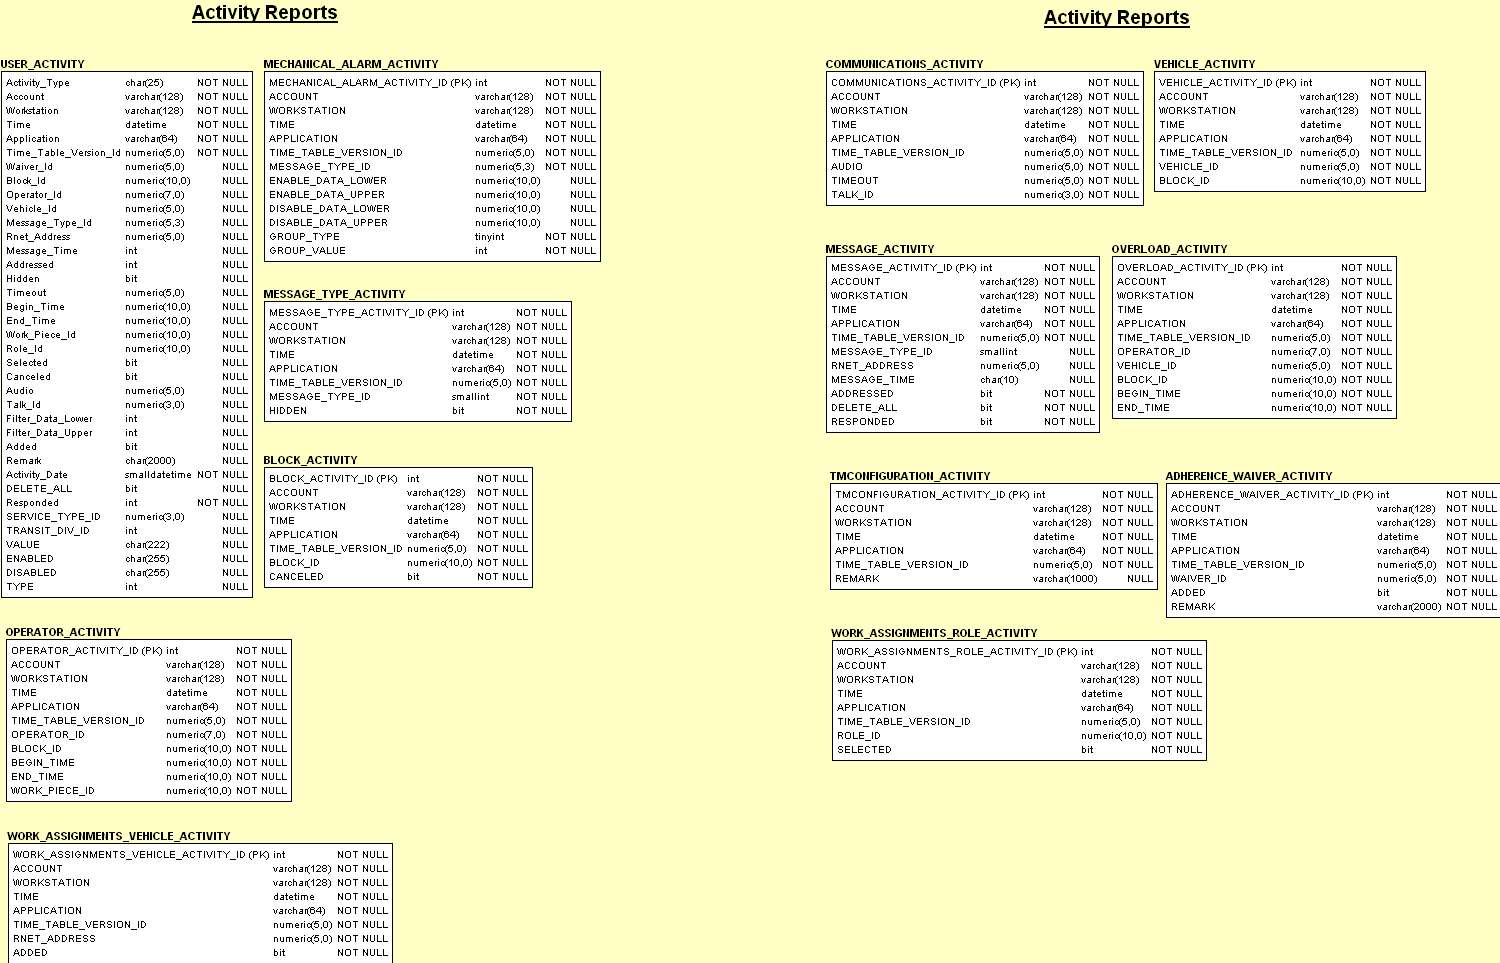 Activity Reports
USER_ACTIVITY
Activity_Type char(25) NOT NULL
Account varchar(128) NOT NULL
Workstation varchar(128) NOT NULL
Time datetime NOT NULL
Application varchar(64) NOT NULL
Time_Table_Version_Id numeric(5,0) NOT NULL
Waiver_Id numeric(5,0) NULL
Block_Id numeric(10,0) NULL
Operator_Id numeric(7,0) NULL
Vehicle_Id numeric(5,0) NULL
Message_Type_Id numeric(5,3) NULL
Rnet_Address numeric(5,0) NULL
Message_Time int NULL
Addressed int NULL
Hidden bit NULL
Timeout numeric(5,0) NULL
Begin_Time numeric(10,0) NULL
End_Time numeric(10,0) NULL
Work_Piece_Id numeric(10,0) NULL
Role_Id numeric(10,0) NULL
Selected bit NULL
Canceled bit NULL
Audio numeric(5,0) NULL
Talk_Id numeric(3,0) NULL
Filter_Data_Lower int NULL
Filter_Data_Upper int NULL
Added bit NULL
Remark char(2000) NULL
Activity_Date smalldatetime NOT NULL
DELETE_ALL bit NULL
Responded int NOT NULL
SERVICE_TYPE_ID numeric(3,0) NULL
TRANSIT_DIV_ID int NULL
VALUE char(222) NULL
ENABLED char(255) NULL
DISABLED char(255) NULL
TYPE int NULL
MECHANICAL_ALARM_ACTIVITY
MECHANICAL_ALARM_ACTIVITY_ID (PK) int NOT NULL
ACCOUNT varchar(128) NOT NULL
WORKSTATION varchar(128) NOT NULL
TIME datetime NOT NULL
APPLICATION varchar(64) NOT NULL
TIME_TABLE_VERSION_ID numeric(5,0) NOT NULL
MESSAGE_TYPE_ID numeric(5,3) NOT NULL
ENABLE_DATA_LOWER numeric(10,0) NULL
ENABLE_DATA_UPPER numeric(10,0) NULL
DISABLE_DATA_LOWER numeric(10,0) NULL
DISABLE_DATA_UPPER numeric(10,0) NULL
GROUP_TYPE tinyint NOT NULL
GROUP_VALUE int NOT NULL
MESSAGE_TYPE_ACTIVITY
MESSAGE_TYPE_ACTIVITY_ID (PK) int NOT NULL
ACCOUNT varchar(128) NOT NULL
WORKSTATION varchar(128) NOT NULL
TIME datetime NOT NULL
APPLICATION varchar(64) NOT NULL
TIME_TABLE_VERSION_ID numeric(5,0) NOT NULL
MESSAGE_TYPE_ID smallint NOT NULL
HIDDEN bit NOT NULL
BLOCK_ACTIVITY
BLOCK_ACTIVITY_ID (PK) int NOT NULL
ACCOUNT varchar(128) NOT NULL
WORKSTATION varchar(128) NOT NULL
TIME datetime NOT NULL
APPLICATION varchar(64) NOT NULL
TIME_TABLE_VERSION_ID numeric(5,0) NOT NULL
BLOCK_ID numeric(10,0) NOT NULL
CANCELED bit NOT NULL
OPERATOR_ACTIVITY
OPERATOR_ACTIVITY_ID (PK) int NOT NULL
ACCOUNT varchar(128) NOT NULL
WORKSTATION varchar(128) NOT NULL
TIME datetime NOT NULL
APPLICATION varchar(64) NOT NULL
TIME_TABLE_VERSION_ID numeric(5,0) NOT NULL
OPERATOR_ID numeric(7,0) NOT NULL
BLOCK_ID numeric(10,0) NOT NULL
BEGIN_TIME numeric(10,0) NOT NULL
END_TIME numeric(10,0) NOT NULL
WORK_PIECE_ID numeric(10,0) NOT NULL
WORK_ASSIGNMENTS_VEHICLE_ACTIVITY
WORK_ASSIGNMENTS_VEHICLE_ACTIVITY_ID (PK) int NOT NULL
ACCOUNT varchar(128) NOT NULL
WORKSTATION varchar(128) NOT NULL
TIME datetime NOT NULL
APPLICATION varchar(64) NOT NULL
TIME_TABLE_VERSION_ID numeric(5,0) NOT NULL
RNET_ADDRESS numeric(5,0) NOT NULL
ADDED bit NOT NULL
Activity Reports
COMMUNICATIONS_ACTIVITY
COMMUNICATIONS_ACTIVITY_ID (PK) int NOT NULL
ACCOUNT varchar(128) NOT NULL
WORKSTATION varchar(128) NOT NULL
TIME datetime NOT NULL
APPLICATION varchar(64) NOT NULL
TIME_TABLE_VERSION_ID numeric(5,0) NOT NULL
AUDIO numeric(5,0) NOT NULL
TIMEOUT numeric(5,0) NOT NULL
TALK_ID numeric(3,0) NOT NULL
VEHICLE_ACTIVITY
VEHICLE_ACTIVITY_ID (PK) int NOT NULL
ACCOUNT varchar(128) NOT NULL
WORKSTATION varchar(128) NOT NULL
TIME datetime NOT NULL
APPLICATION varchar(64) NOT NULL
TIME_TABLE_VERSION_ID numeric(5,0) NOT NULL
VEHICLE_ID numeric(5,0) NOT NULL
BLOCK_ID numeric(10,0) NOT NULL
MESSAGE_ACTIVITY
MESSAGE_ACTIVITY_ID (PK) int NOT NULL
ACCOUNT varchar(128) NOT NULL
WORKSTATION varchar(128) NOT NULL
TIME datetime NOT NULL
APPLICATION varchar(64) NOT NULL
TIME_TABLE_VERSION_ID numeric(5,0) NOT NULL
MESSAGE_TYPE_ID smallint NULL
RNET_ADDRESS numeric(5,0) NULL
MESSAGE_TIME char(10) NULL
ADDRESSED bit NOT NULL
DELETE_ALL bit NOT NULL
RESPONDED bit NOT NULL
OVERLOAD_ACTIVITY
OVERLOAD_ACTIVITY_ID (PK) int NOT NULL
ACCOUNT varchar(128) NOT NULL
WORKSTATION varchar(128) NOT NULL
TIME datetime NOT NULL
APPLICATION varchar(64) NOT NULL
TIME_TABLE_VERSION_ID numeric(5,0) NOT NULL
OPERATOR_ID numeric(7,0) NOT NULL
VEHICLE_ID numeric(5,0) NOT NULL
BLOCK_ID numeric(10,0) NOT NULL
BEGIN_TIME numeric(10,0) NOT NULL
END_TIME numeric(10,0) NOT NULL
TMCONFIGURATION_ACTIVITY
TMCONFIGURATION_ACTIVITY_ID (PK) int NOT NULL
ACCOUNT varchar(128) NOT NULL
WORKSTATION varchar(128) NOT NULL
TIME datetime NOT NULL
APPLICATION varchar(64) NOT NULL
TIME_TABLE_VERSION_ID numeric(5,0) NOT NULL
REMARK varchar(1000) NULL
ADHERENCE_WAIVER_ACTIVITY
ADHERENCE_WAIVER_ACTIVITY_ID (PK) int NOT NULL
ACCOUNT varchar(128) NOT NULL
WORKSTATION varchar(128) NOT NULL
TIME datetime NOT NULL
APPLICATION varchar(64) NOT NULL
TIME_TABLE_VERSION_ID numeric(5,0) NOT NULL
WAIVER_ID numeric(5,0) NOT NULL
ADDED bit NOT NULL
REMARK varchar(2000) NOT NULL
WORK_ASSIGNMENTS_ROLE_ACTIVITY
WORK_ASSIGNMENTS_ROLE_ACTIVITY_ID (PK) int NOT NULL
ACCOUNT varchar(128) NOT NULL
WORKSTATION varchar(128) NOT NULL
TIME datetime NOT NULL
APPLICATION varchar(64) NOT NULL
TIME_TABLE_VERSION_ID numeric(5,0) NOT NULL
ROLE_ID numeric(10,0) NOT NULL
SELECTED bit NOT NULL